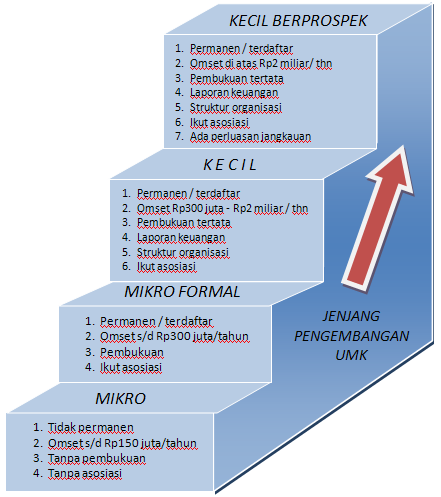 KECIL BERPROSPEK
1. Permanen / terdaftar
2. Omset di atas Rp2 miliar/ thn
3. Pembukuan tertata
4. Laporan keuangan
5. Struktur organisasi
6. Ikut asosiasi
7. Ada perluasan jangkauan
K E C I L
1. Permanen / terdaftar
2. Omset Rp300 juta - Rp2 miliar / thn
3. Pembukuan tertata
4. Laporan keuangan
5. Struktur organisasi
6. Ikut asosiasi
MIKRO FORMAL
1. Permanen / terdaftar
2. Omset s/d Rp300 juta/tahun
3. Pembukuan
4. Ikut asosiasi
MIKRO
1. Tidak permanen
2. Omset s/d Rp150 juta/tahun
3. Tanpa pembukuan
4. Tanpa asosiasi
JENJANG
PENGEMBANGAN
UMK